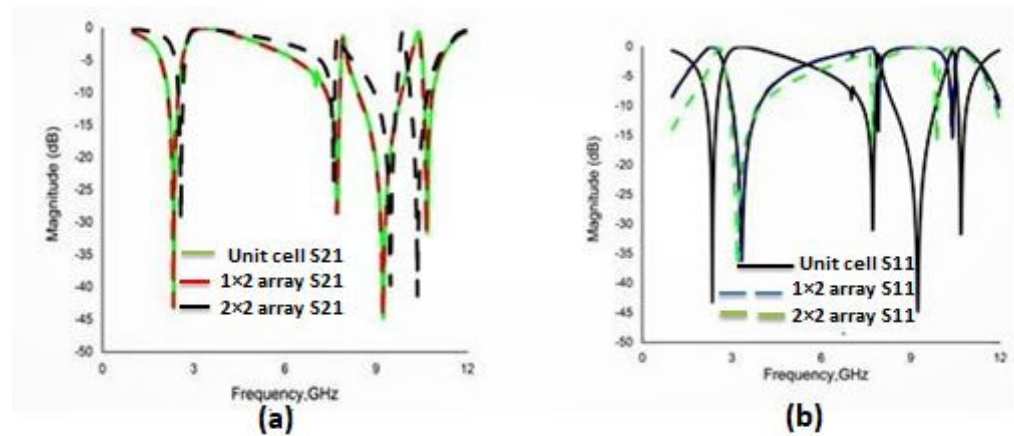 0
-5
-10
-15
-20
-25
-30
-35
-40
-45
-50
Magnitude (dB)
Unit cell S21
1×2 array S21
2×2 array S21
0 3 6 9 12
Frequency,GHz
(a)
0
-5
-10
-15
-20
-25
-30
-35
-40
-45
-50
Magnitude (dB)
Unit cell S11
1×2 array S11
2×2 array S11
0 3 6 9 12
Frequency,GHz
(b)